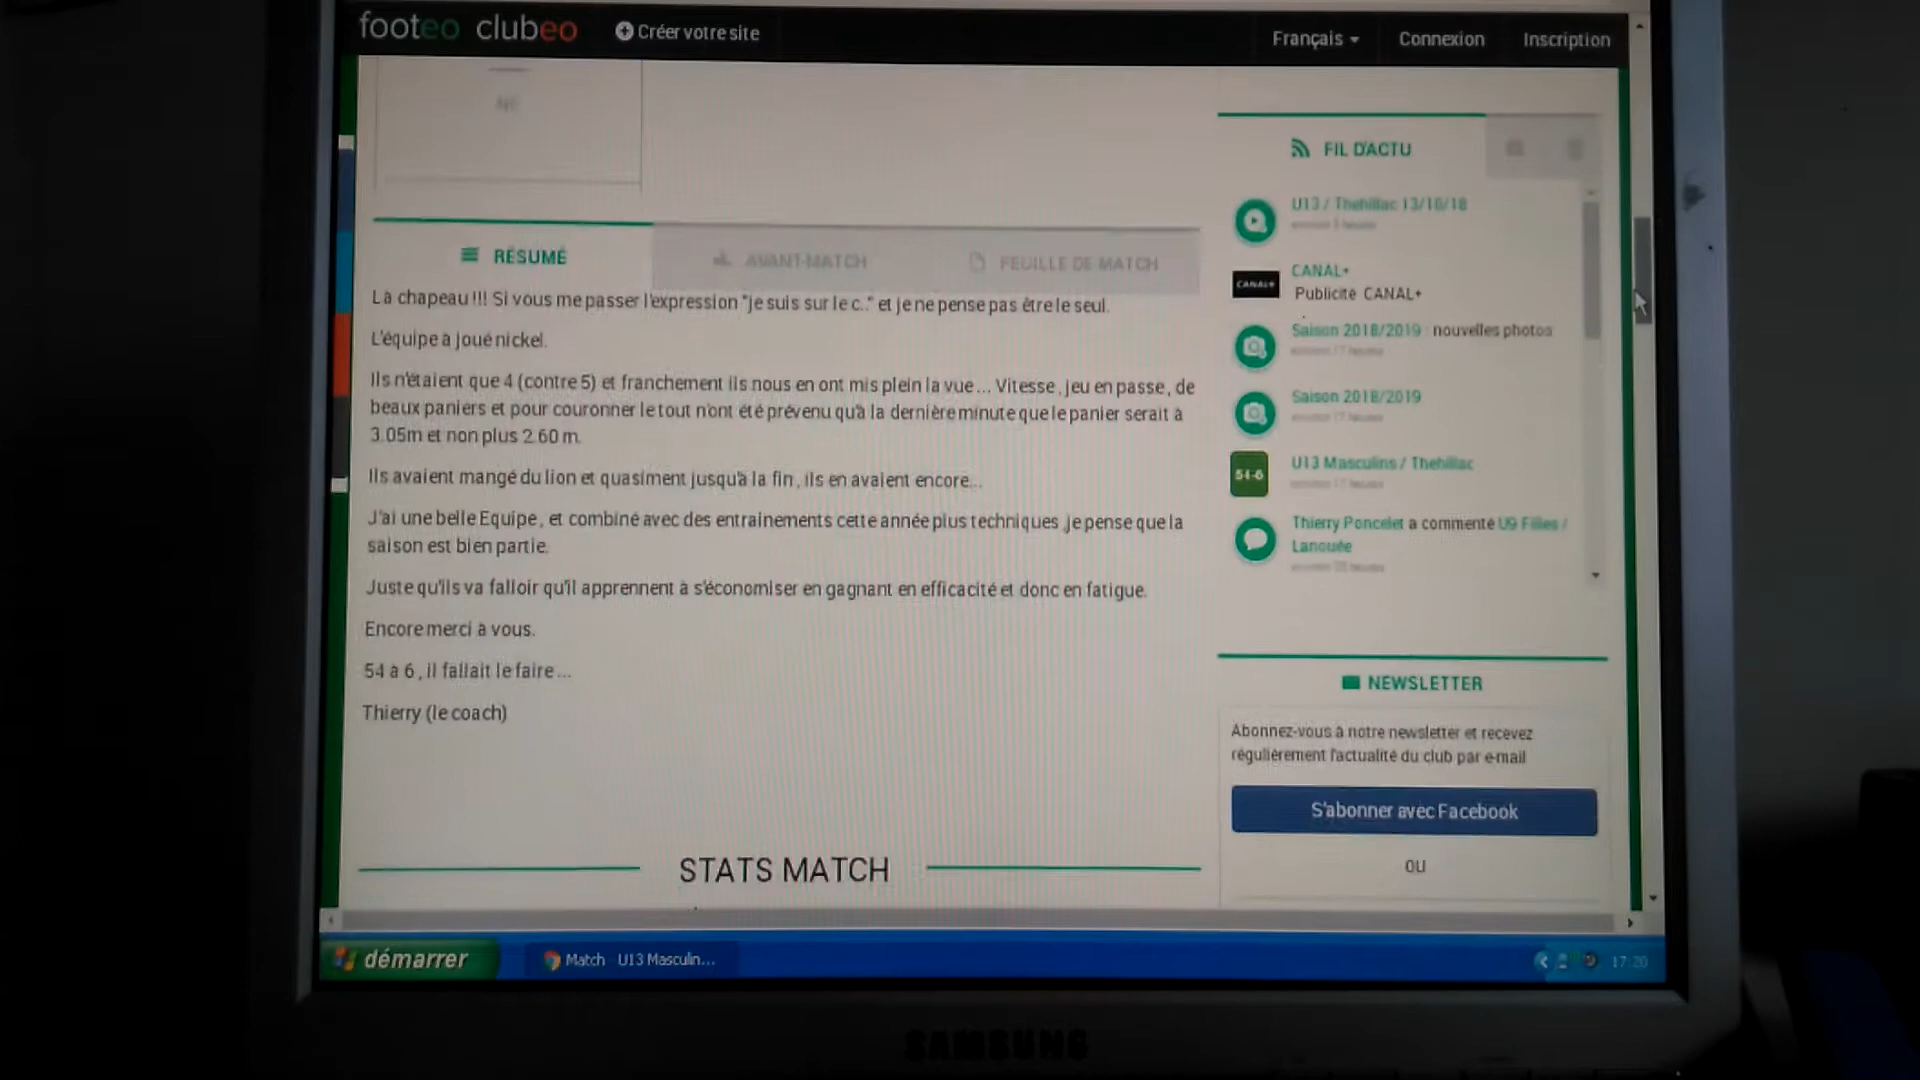 footeo clubeo
Créer votre site
Français
Connexion
Inscription
RÉSUMÉ
AVANT-MATCH
FEUILLE DE MATCH
Là chapeau !!! Si vous me passer l'expression "je suis sur le c.." et je ne pense pas être le seul.
L'équipe à joué nickel.
Ils n'étaient que 4 (contre 5) et franchement ils nous en ont mis plein la vue ... Vitesse , jeu en passe , de
beaux paniers et pour couronner le tout n'ont été prévenu qu'à la dernière minute que le panier serait à
3.05m et non plus 2.60 m.
Ils avaient mangé du lion et quasiment jusqu'à la fin , ils en avaient encore...
J'ai une belle Equipe , et combiné avec des entrainements cette année plus techniques , je pense que la
saison est bien partie.
Juste qu'ils va falloir qu'il apprennent à s'économiser en gagnant en efficacité et donc en fatigue.
Encore merci à vous.
54 à 6 , il fallait le faire ...
Thierry (le coach)
STATS MATCH
FIL D'ACTU
U13 / Thehillac 13/10/18
CANAL+
CANAL+
Publicité CANAL+
Saison 2018/2019 nouvelles photos
Saison 2018/2019
54-6
U13 Masculins / Thehillac
Thierry Poncelet a commenté U9 Filles /
Lanouée
NEWSLETTER
Abonnez-vous à notre newsletter et recevez
régulièrement l'actualité du club par e-mail
S'abonner avec Facebook
OU
démarrer
Match U13 Masculin...
17:20
SAMSUNG